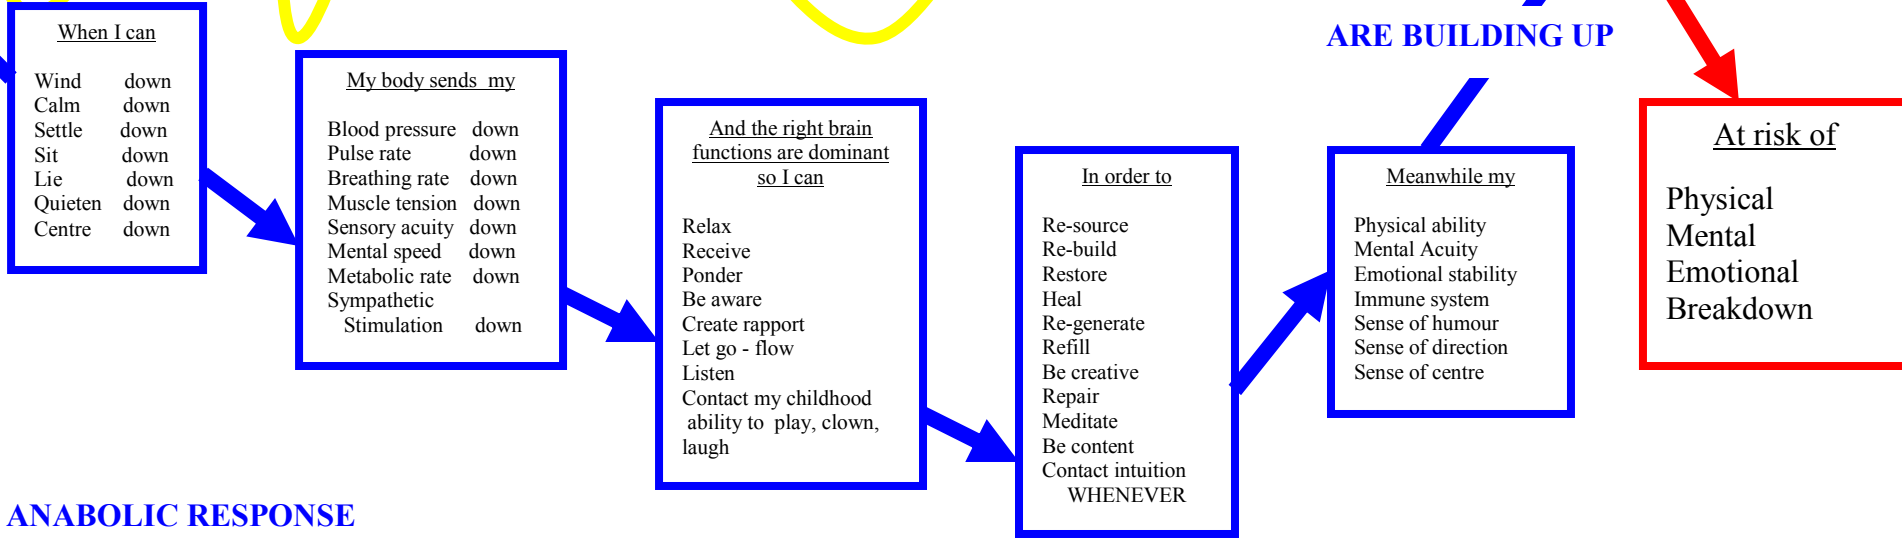 When I can
Wind down
Calm down
Settle down
Sit down
Lie down
Quieten down
Centre down
My body sends my
Blood pressure down
Pulse rate down
Breathing rate down
Muscle tension down
Sensory acuity down
Mental speed down
Metabolic rate down
Sympathetic
Stimulation down
And the right brain
functions are dominant
so I can
Relax
Receive
Ponder
Be aware
Create rapport
Let go - flow
Listen
Contact my childhood
ability to play, clown,
laugh
In order to
Re-source
Re-build
Restore
Heal
Re-generate
Refill
Be creative
Repair
Meditate
Be content
Contact intuition
WHENEVER
ARE BUILDING UP
Meanwhile my
Physical ability
Mental Acuity
Emotional stability
Immune system
Sense of humour
Sense of direction
Sense of centre
At risk of
Physical
Mental
Emotional
Breakdown
ANABOLIC RESPONSE